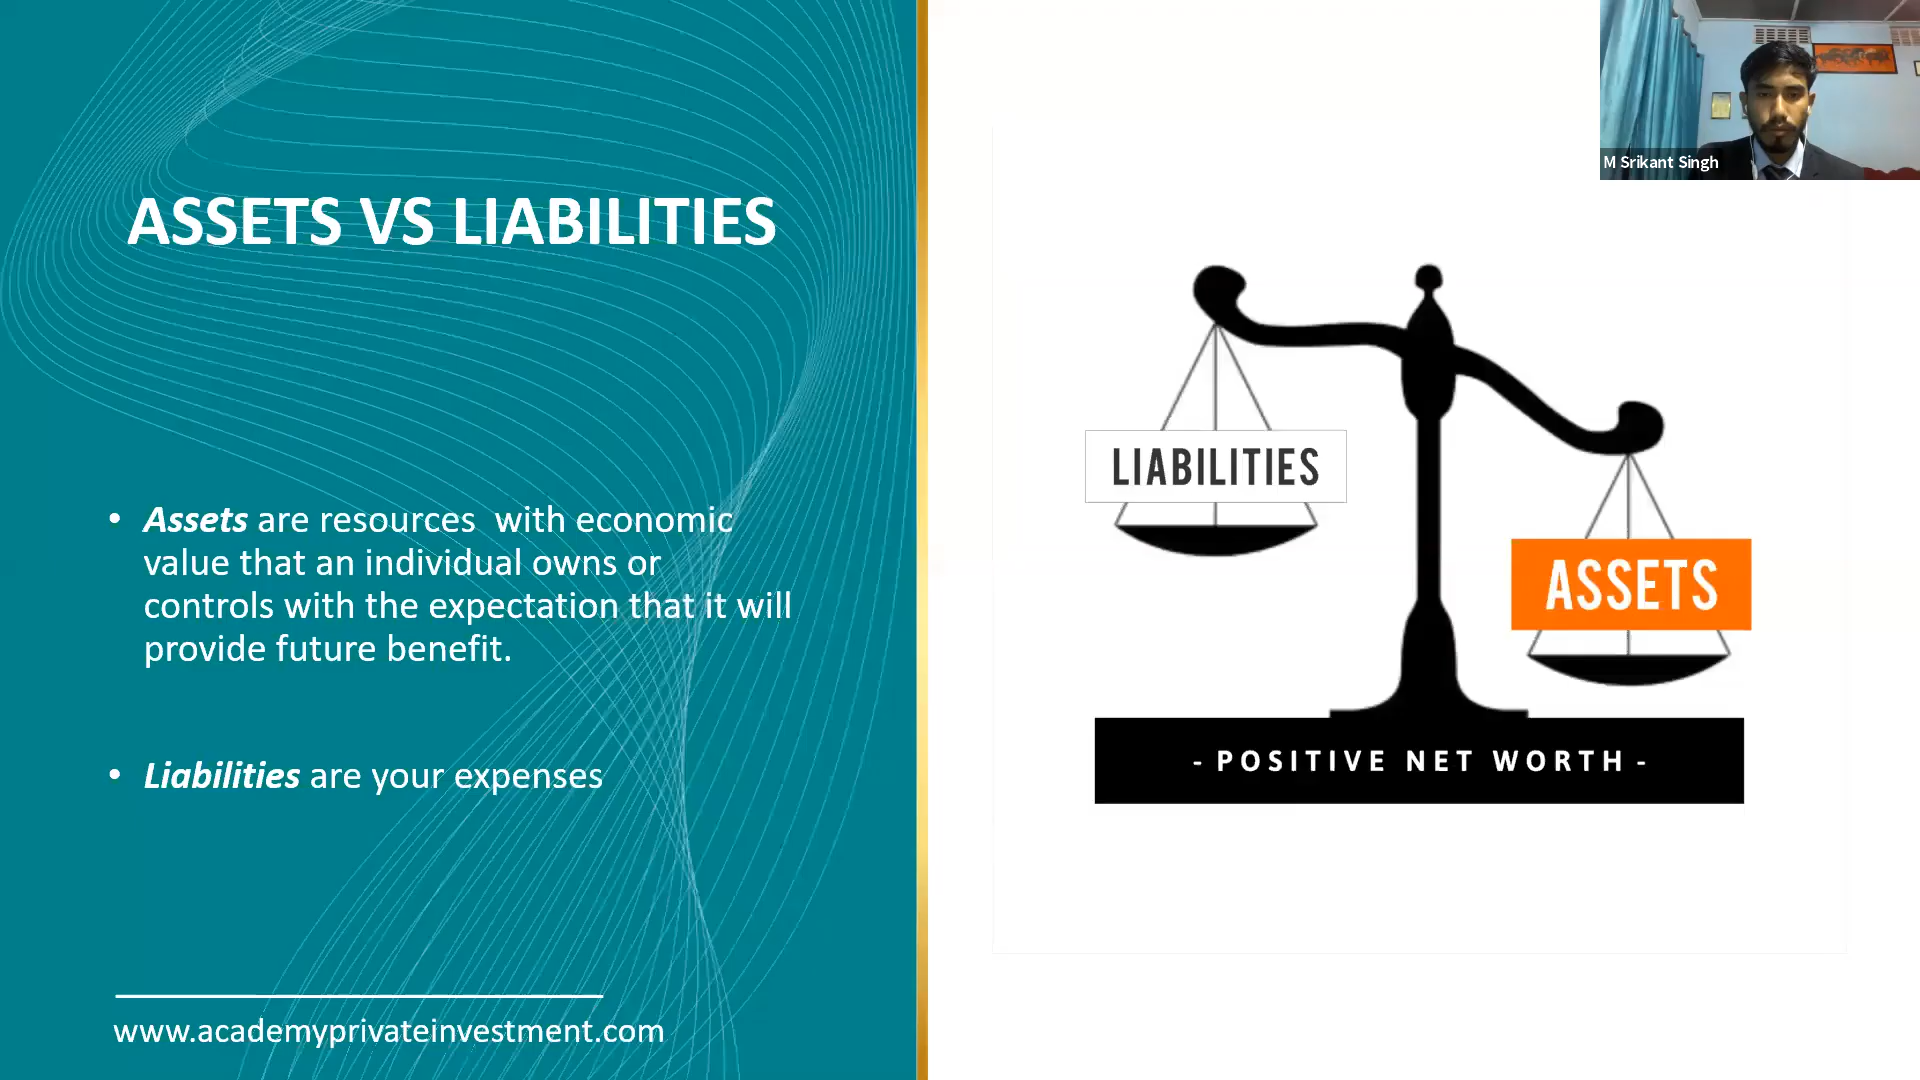 ASSETS VS LIABILITIES
• Assets are resources  with economic
value that an individual owns or
controls with the expectation that it will
provide future benefit.
• Liabilities are your expenses
www.academyprivateinvestment.com
LIABILITIES
ASSETS
- POSITIVE NET WORTH -
M Srikant Singh